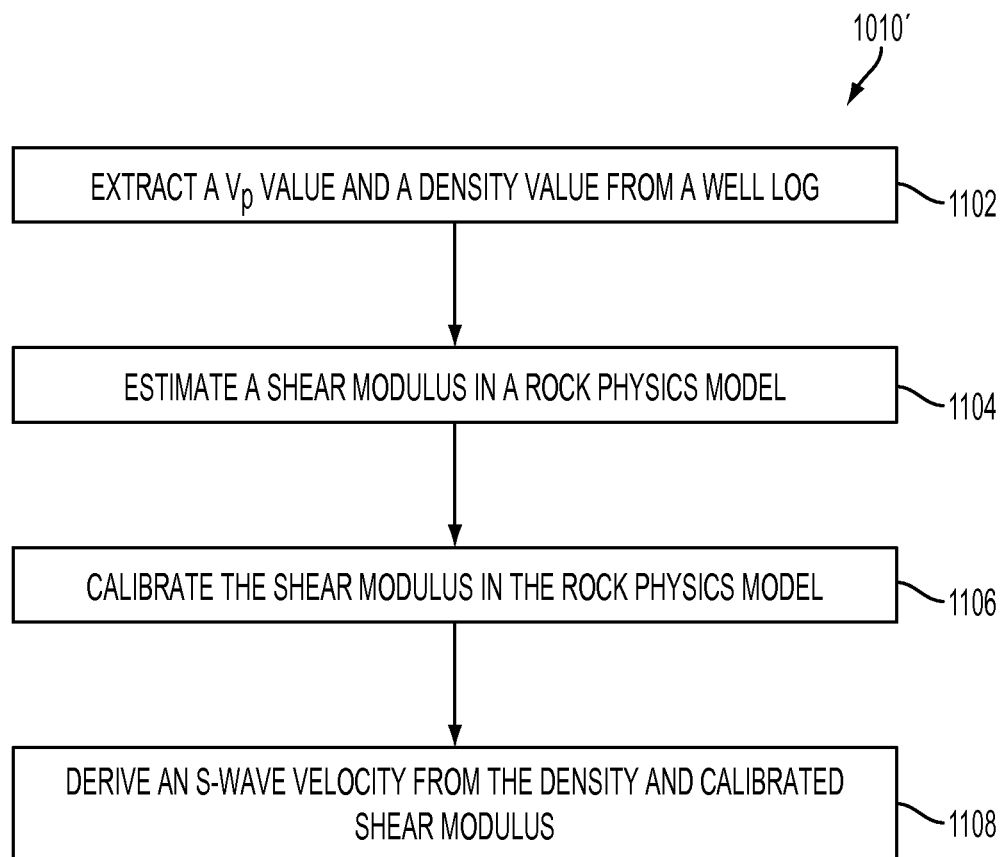 1010′
EXTRACT A Vp VALUE AND A DENSITY VALUE FROM A WELL LOG
1102
ESTIMATE A SHEAR MODULUS IN A ROCK PHYSICS MODEL
1104
CALIBRATE THE SHEAR MODULUS IN THE ROCK PHYSICS MODEL
1106
DERIVE AN S-WAVE VELOCITY FROM THE DENSITY AND CALIBRATED
SHEAR MODULUS
1108